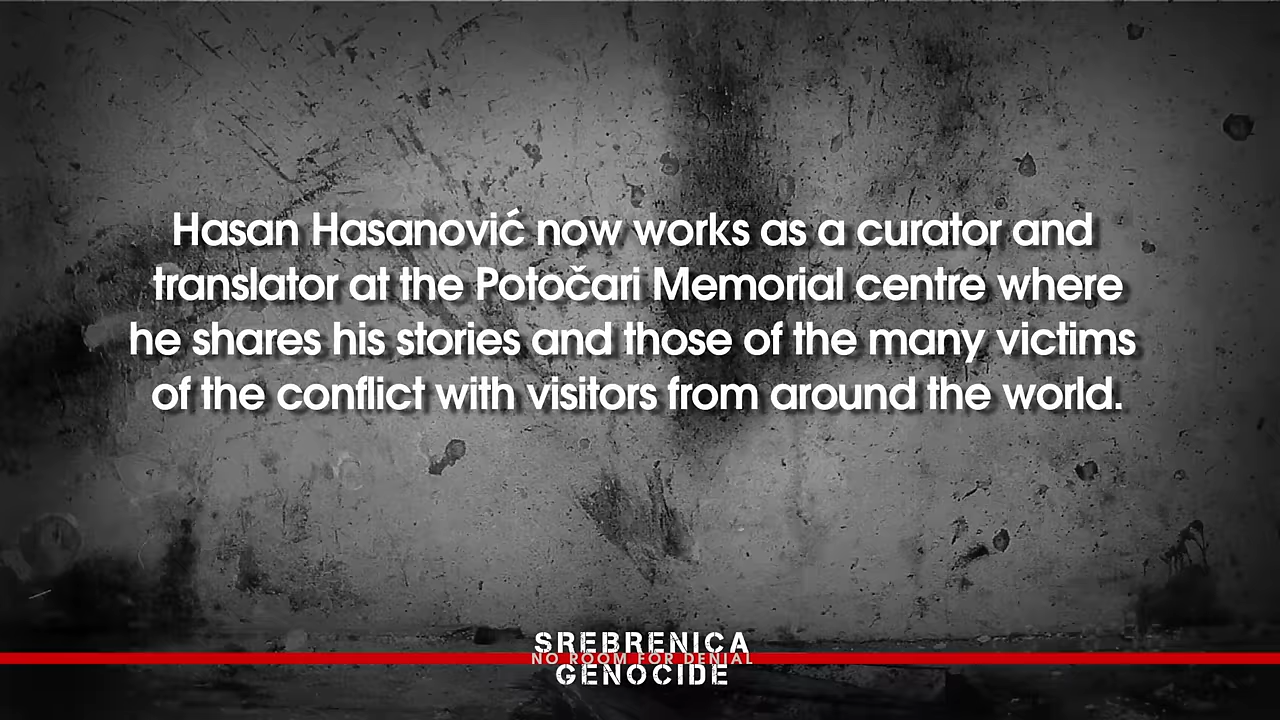 Hasan Hasanović now works as a curator and
translator at the Potočari Memorial centre where
he shares his stories and those of the many victims
of the conflict with visitors from around the world.
SREBRENICA
NO ROOM FOR DENIAL
GENOCIDE